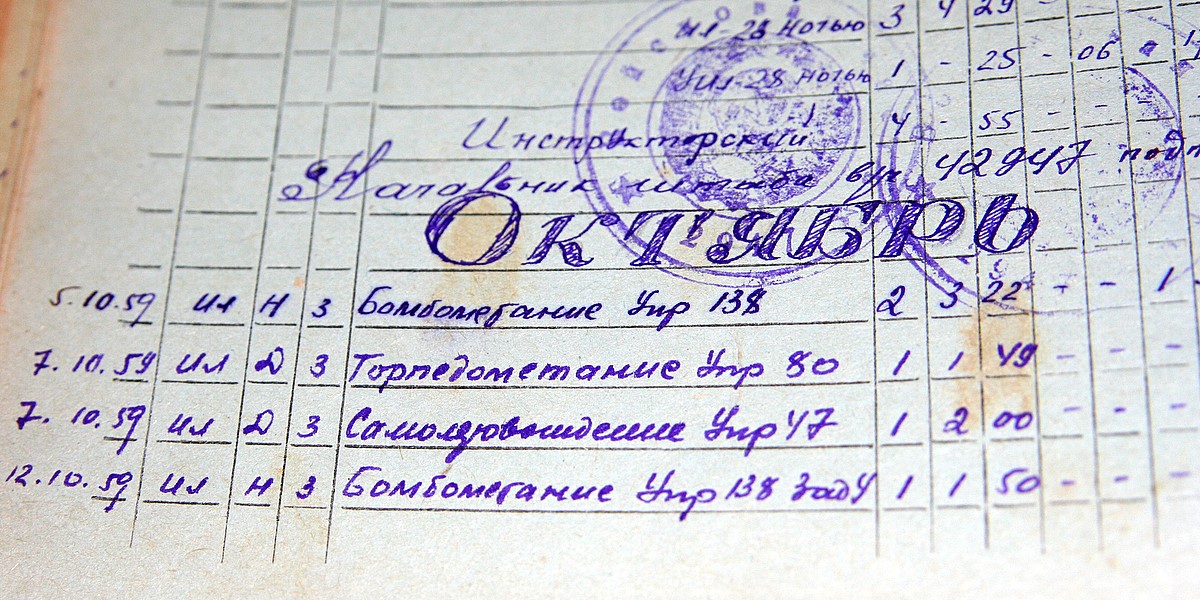 Ил-28 ночью 3 4 29 -
Уил-28 ночью 1 - 25 - 06
Инструкторский 1 4 - 55 - -
Начальник штаба в/ч 42947 подп
ОКТЯБРЬ
5.10.59 Ил Н 3 Бомбометание Упр 138 2 3 22 - - 1
7.10.59 Ил Д 3 Торпедометание Упр 80 1 1 49 - - -
7.10.59 Ил Д 3 Самолетовождение Упр 47 1 2 00 - - -
12.10.59 Ил Н 3 Бомбометание Упр 138 зад 4 1 1 50 - - -